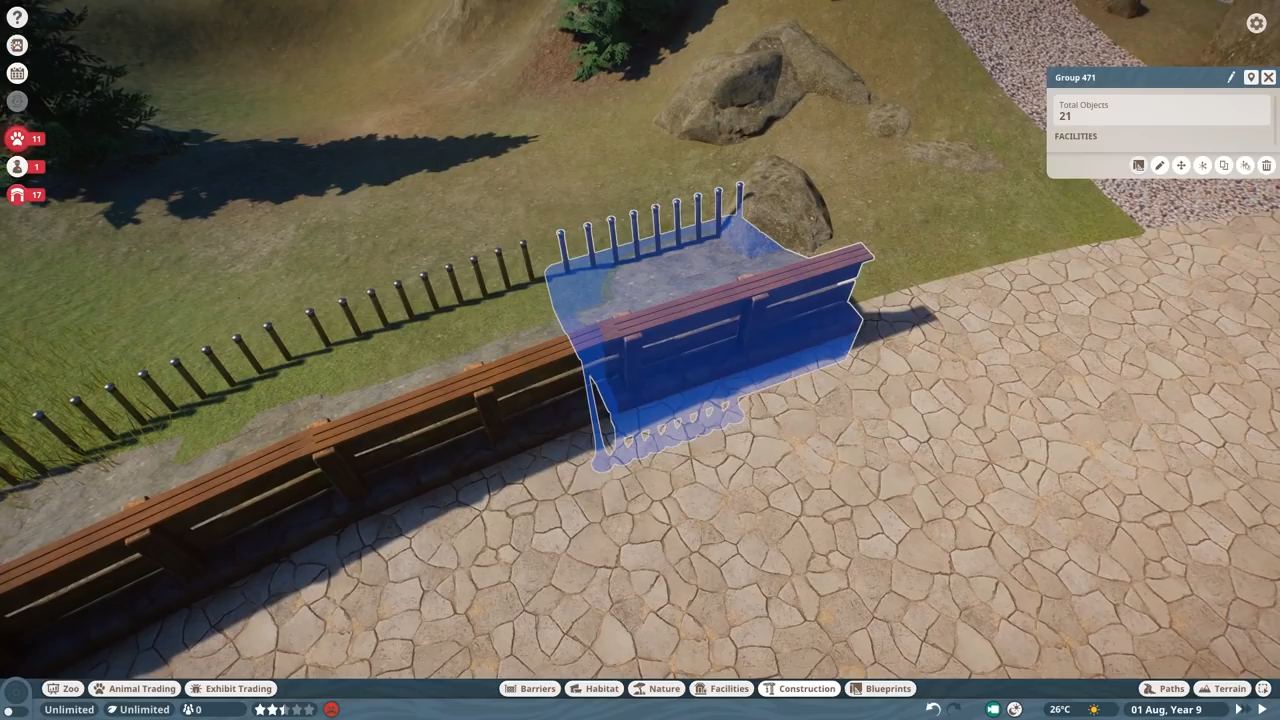 ?
11
1
17
Group 471
Total Objects
21
FACILITIES
Zoo
Animal Trading
Exhibit Trading
Barriers
Habitat
Nature
Facilities
Construction
Blueprints
Paths
Terrain
Unlimited
Unlimited
0
26°C
01 Aug, Year 9